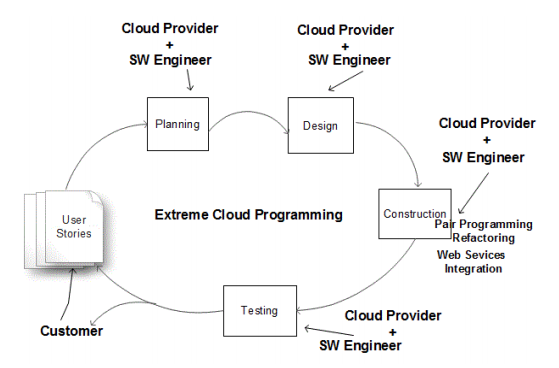 Cloud Provider
+
SW Engineer
Cloud Provider
+
SW Engineer
Planning
Design
Cloud Provider
+
SW Engineer
User
Stories
Extreme Cloud Programming
Construction
Pair Programming
Refactoring
Web Sevices
Integration
Testing
Customer
Cloud Provider
+
SW Engineer